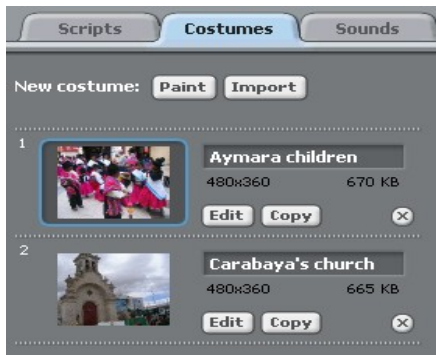 Scripts Costumes Sounds
New costume: Paint Import
1
Aymara children
480x360 670 KB
Edit Copy
2
Carabaya's church
480x360 665 KB
Edit Copy